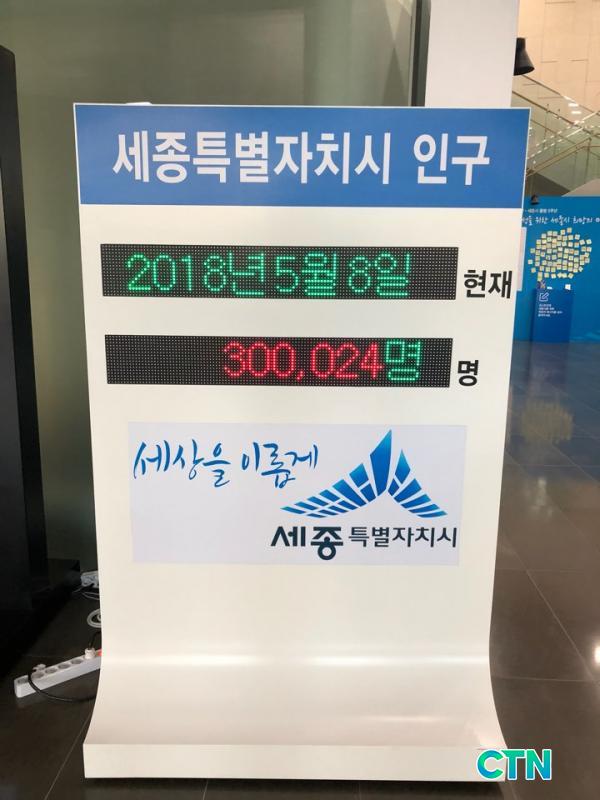 세종특별자치시 인구
2018년 5월 8일 현재
300,024명 명
세상을 이롭게
세종특별자치시
CTN